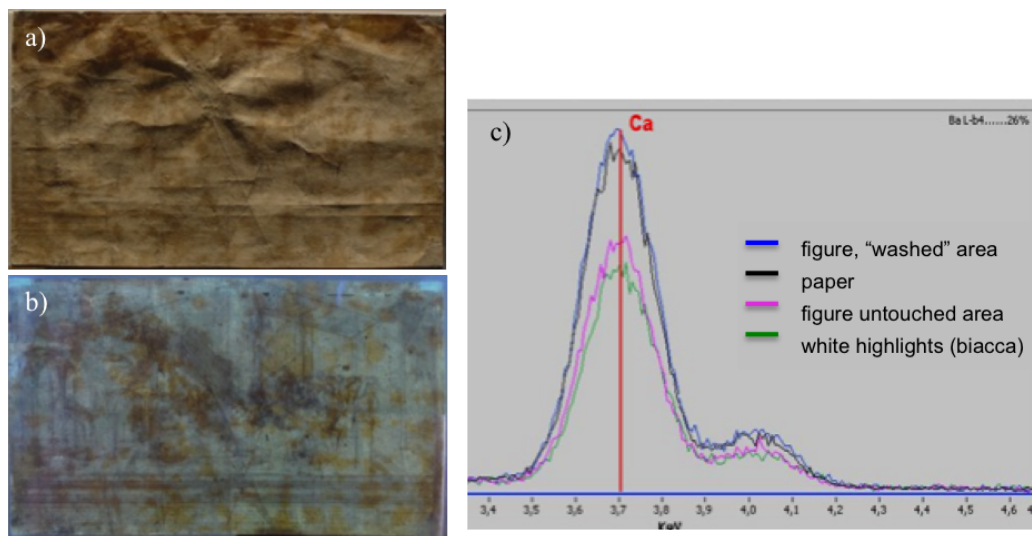 a)
b)
c)
Ca
Ba L-b4......26%
figure, “washed” area
paper
figure untouched area
white highlights (biacca)
3,4 3,5 3,6 3,7 3,8 3,9 4,0 4,1 4,2 4,3 4,4 4,5 4,6 4
KeV